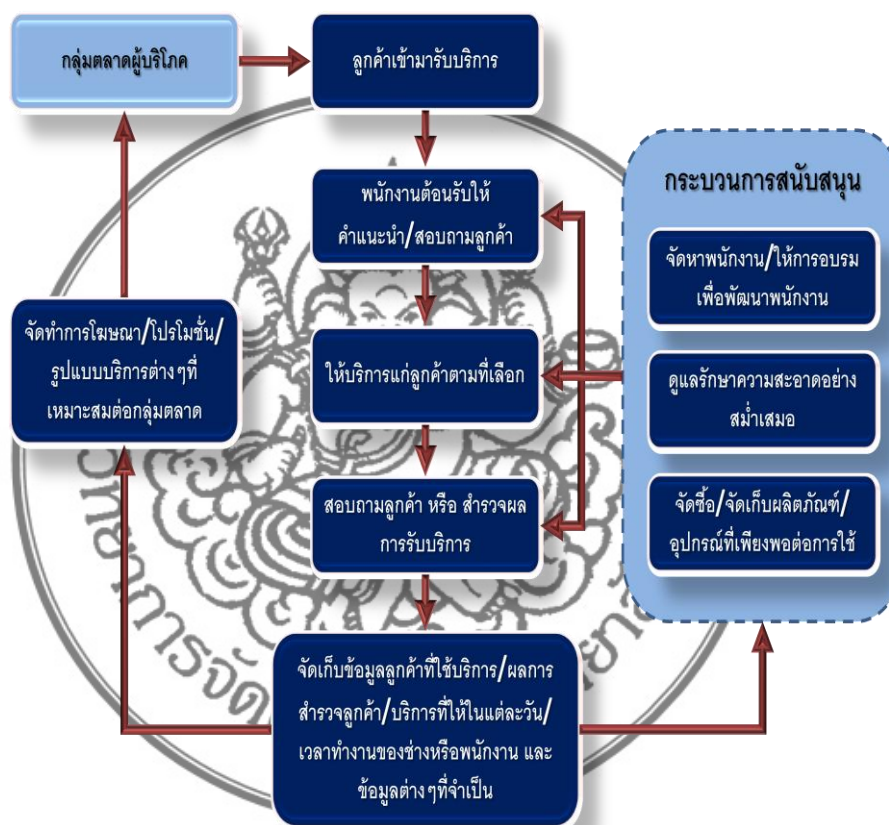 กลุ่มตลาดผู้บริโภค
ลูกค้าเข้ามารับบริการ
พนักงานต้อนรับให้
คำแนะนำ/สอบถามลูกค้า
ให้บริการแก่ลูกค้าตามที่เลือก
สอบถามลูกค้า หรือ สำรวจผล
การรับบริการ
จัดเก็บข้อมูลลูกค้าที่ใช้บริการ/ผลการ
สำรวจลูกค้า/บริการที่ให้ในแต่ละวัน/
เวลาทำงานของช่างหรือพนักงาน และ
ข้อมูลต่างๆที่จำเป็น
จัดทำการโฆษณา/โปรโมชั่น/
รูปแบบบริการต่างๆที่
เหมาะสมต่อกลุ่มตลาด
กระบวนการสนับสนุน
จัดหาพนักงาน/ให้การอบรม
เพื่อพัฒนาพนักงาน
ดูแลรักษาความสะอาดอย่าง
สม่ำเสมอ
จัดซื้อ/จัดเก็บผลิตภัณฑ์/
อุปกรณ์ที่เพียงพอต่อการใช้